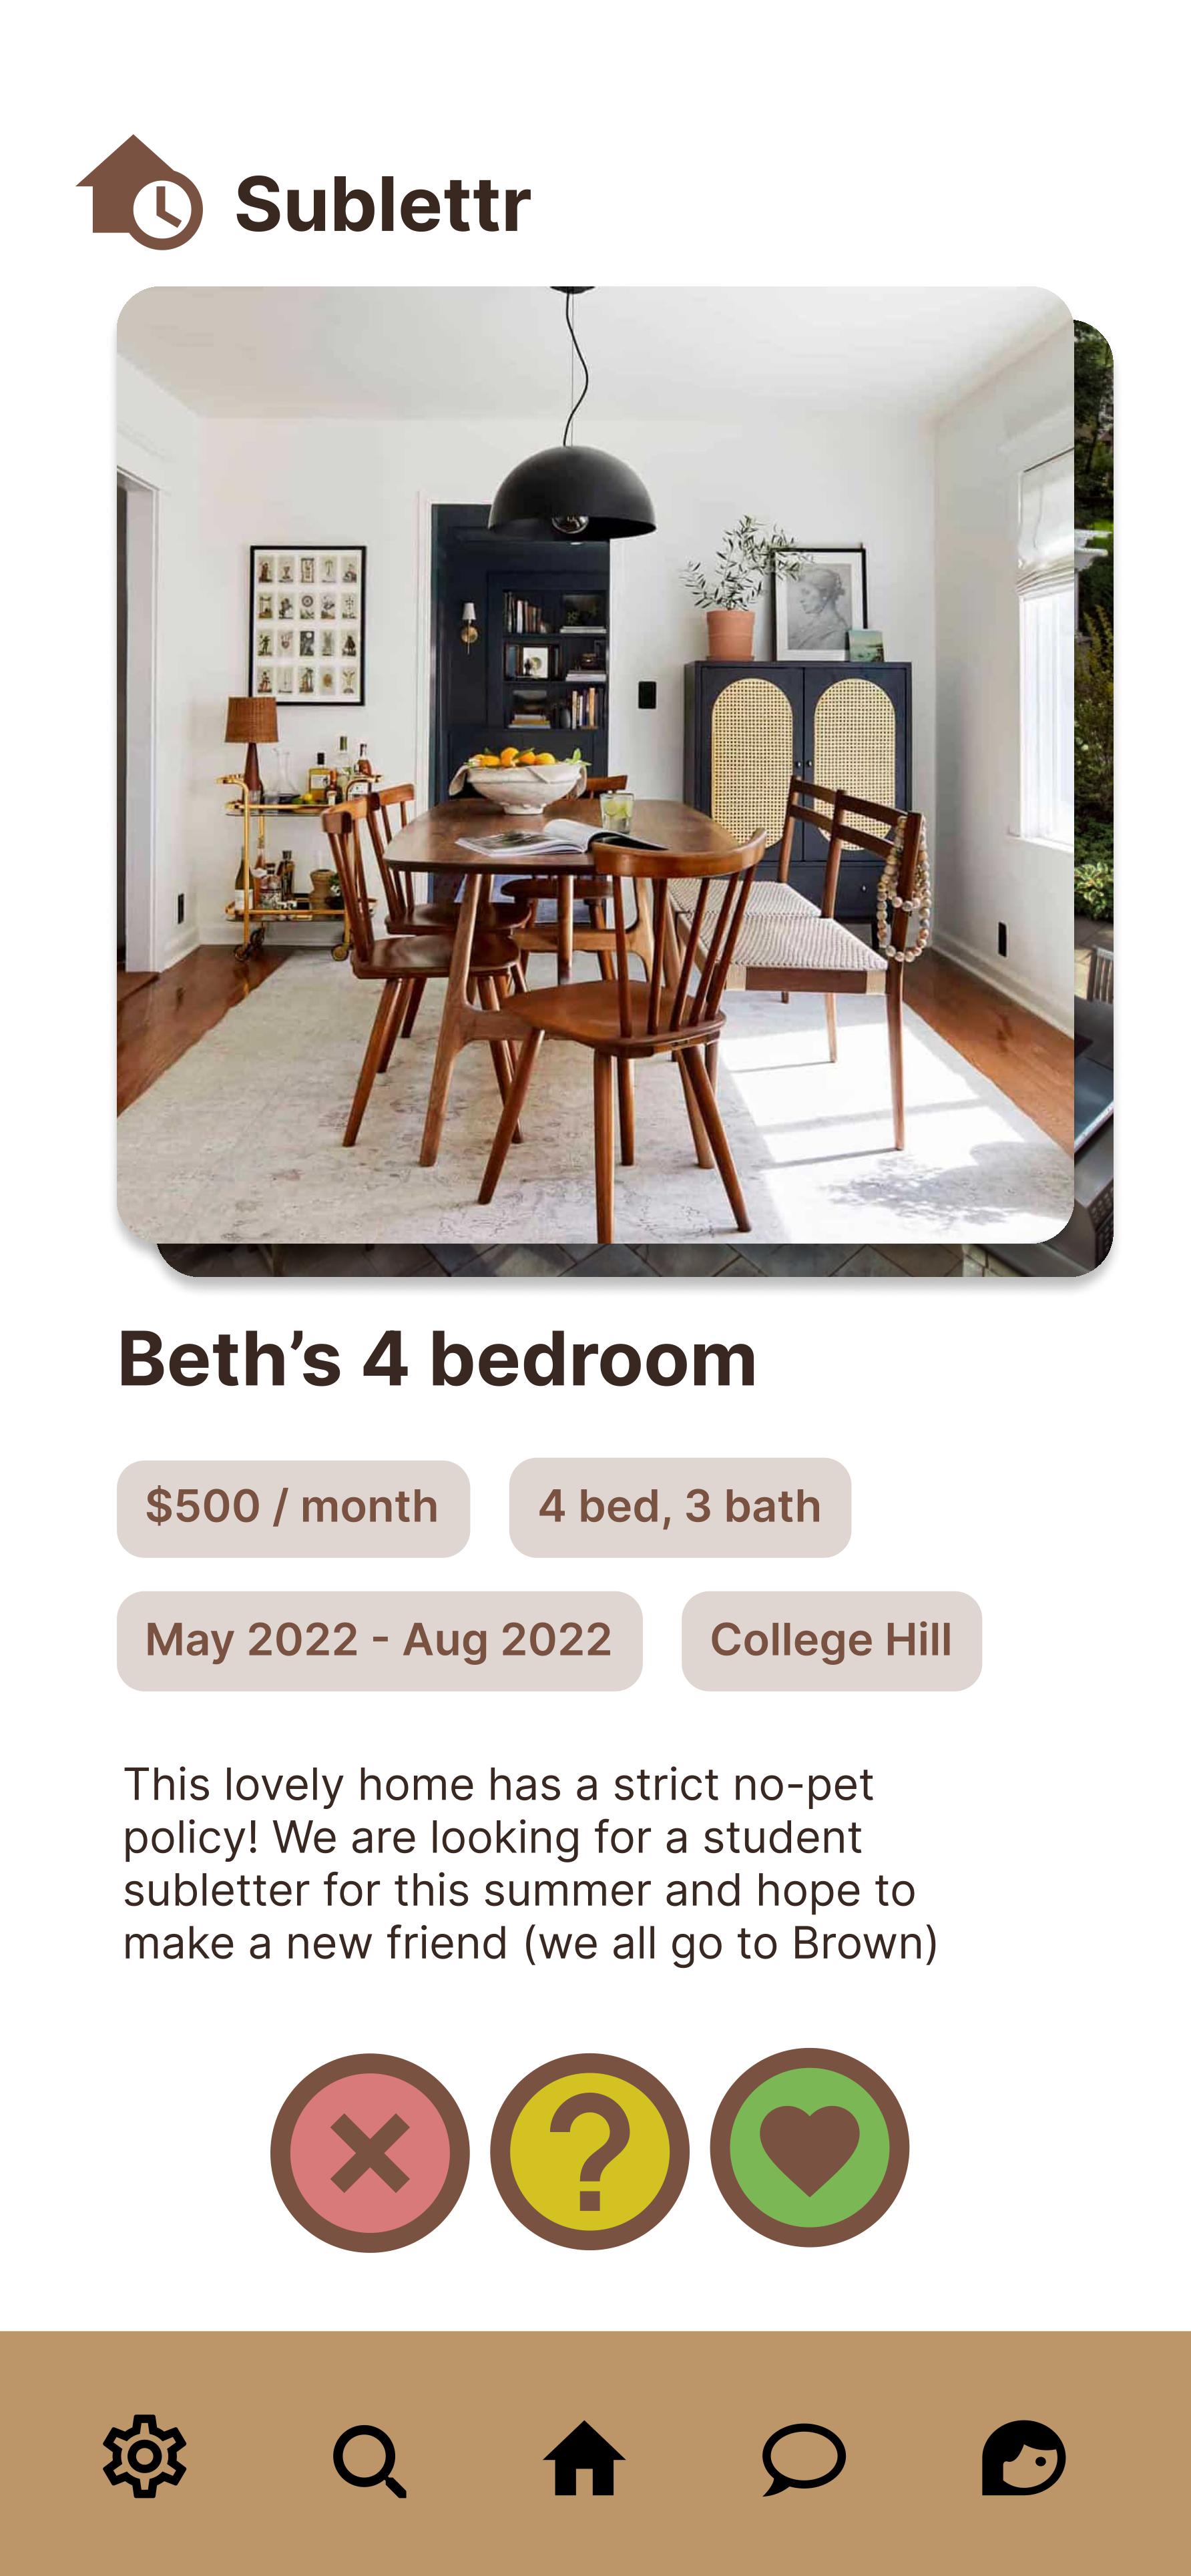 Sublettr
Beth’s 4 bedroom
$500 / month
4 bed, 3 bath
May 2022 - Aug 2022
College Hill
This lovely home has a strict no-pet
policy! We are looking for a student
subletter for this summer and hope to
make a new friend (we all go to Brown)
?